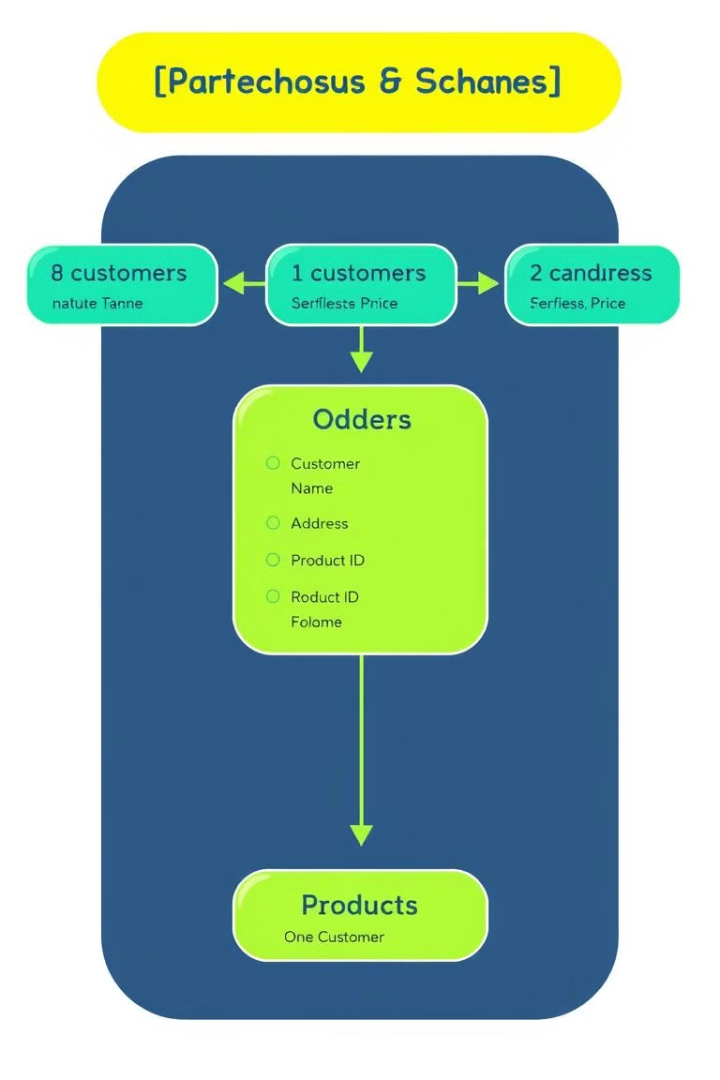 [Partechosus & Schanes]
8 customers
natute Tanne
1 customers
Serfllests Price
2 candıress
Serfless, Price
Odders
Customer
Name
Address
Product ID
Roduct ID
Folome
Products
One Customer